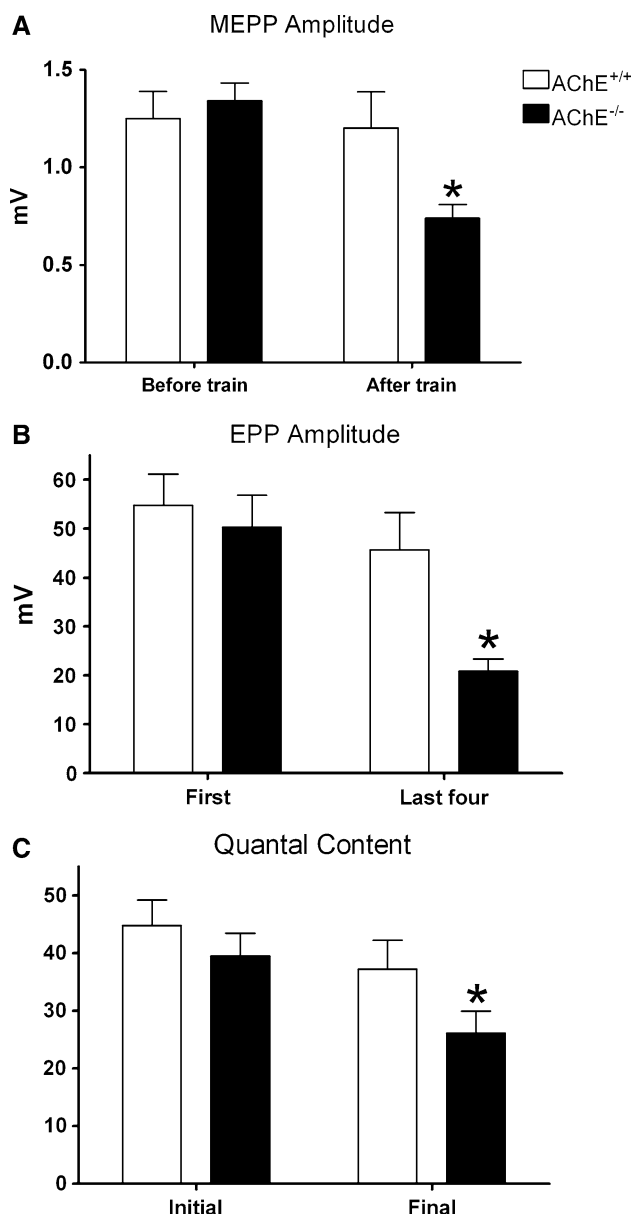 A
MEPP Amplitude
AChE+/+
AChE-/-
1.5
1.0
0.5
0.0
mV
*
Before train
After train
B
EPP Amplitude
60
50
40
30
20
10
0
mV
*
First
Last four
C
Quantal Content
50
40
30
20
10
0
*
Initial
Final